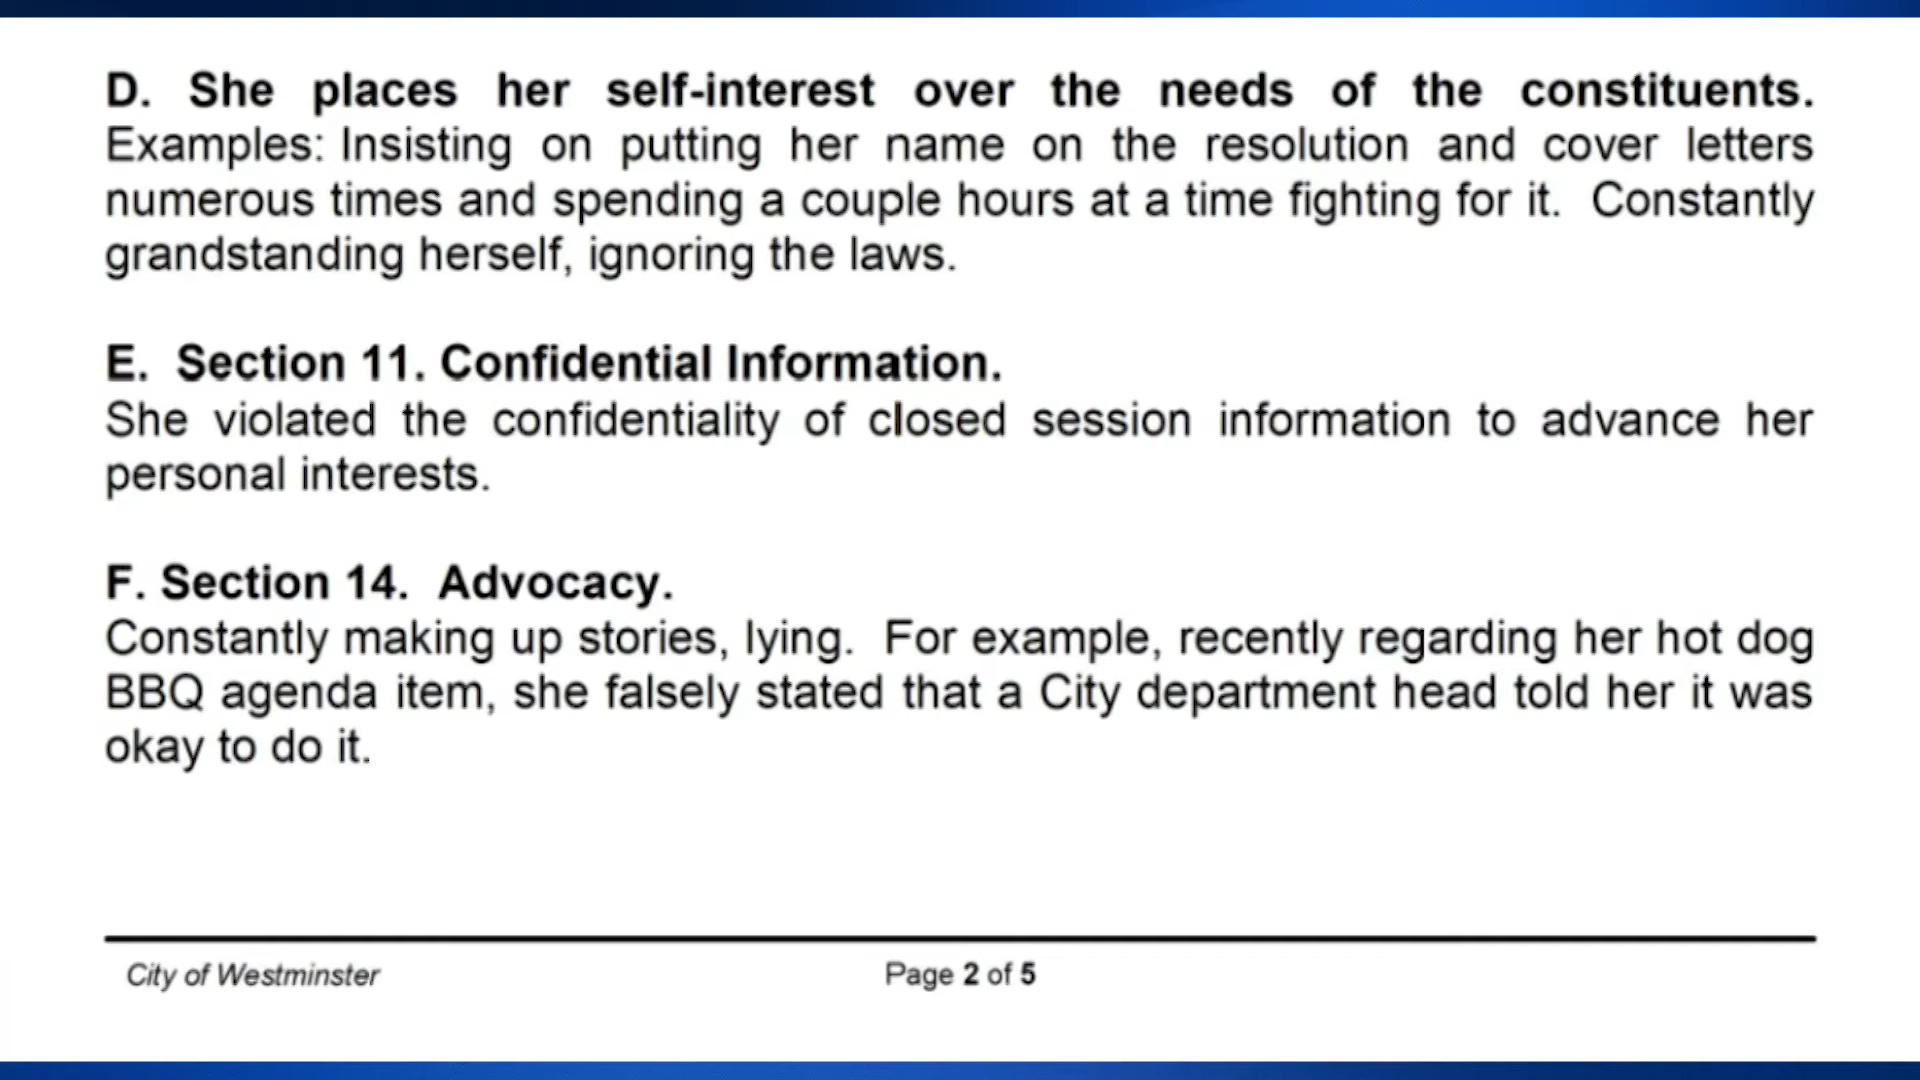 D. She places her self-interest over the needs of the constituents.
Examples: Insisting on putting her name on the resolution and cover letters
numerous times and spending a couple hours at a time fighting for it. Constantly
grandstanding herself, ignoring the laws.
E. Section 11. Confidential Information.
She violated the confidentiality of closed session information to advance her
personal interests.
F. Section 14. Advocacy.
Constantly making up stories, lying. For example, recently regarding her hot dog
BBQ agenda item, she falsely stated that a City department head told her it was
okay to do it.
City of Westminster
Page 2 of 5